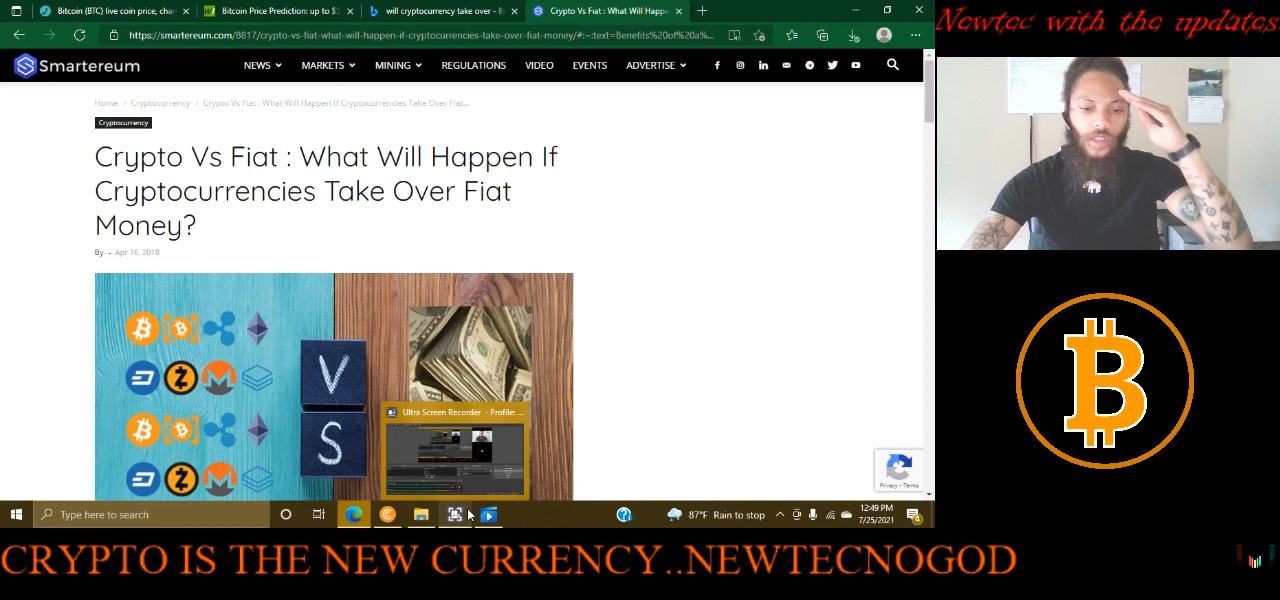 Bitcoin (BTC) live coin price, char
Bitcoin Price Prediction: up to $5
will cryptocurrency take over - B
Crypto Vs Fiat : What Will Happe
Newtec with the updates
https://smartereum.com/8817/crypto-vs-fiat-what-will-happen-if-cryptocurrencies-take-over-fiat-money/#:~:text=Benefits%20of%20a%...
Smartereum
NEWS
MARKETS
MINING
REGULATIONS
VIDEO
EVENTS
ADVERTISE
Home › Cryptocurrency › Crypto Vs Fiat : What Will Happen If Cryptocurrencies Take Over Fiat...
Cryptocurrency
Crypto Vs Fiat : What Will Happen If
Cryptocurrencies Take Over Fiat
Money?
By - Apr 16, 2018
V
S
Ultra Screen Recorder - Profile: ...
Privacy - Terms
Type here to search
87°F Rain to stop
12:49 PM
7/25/2021
4
CRYPTO IS THE NEW CURRENCY..NEWTECNOGOD